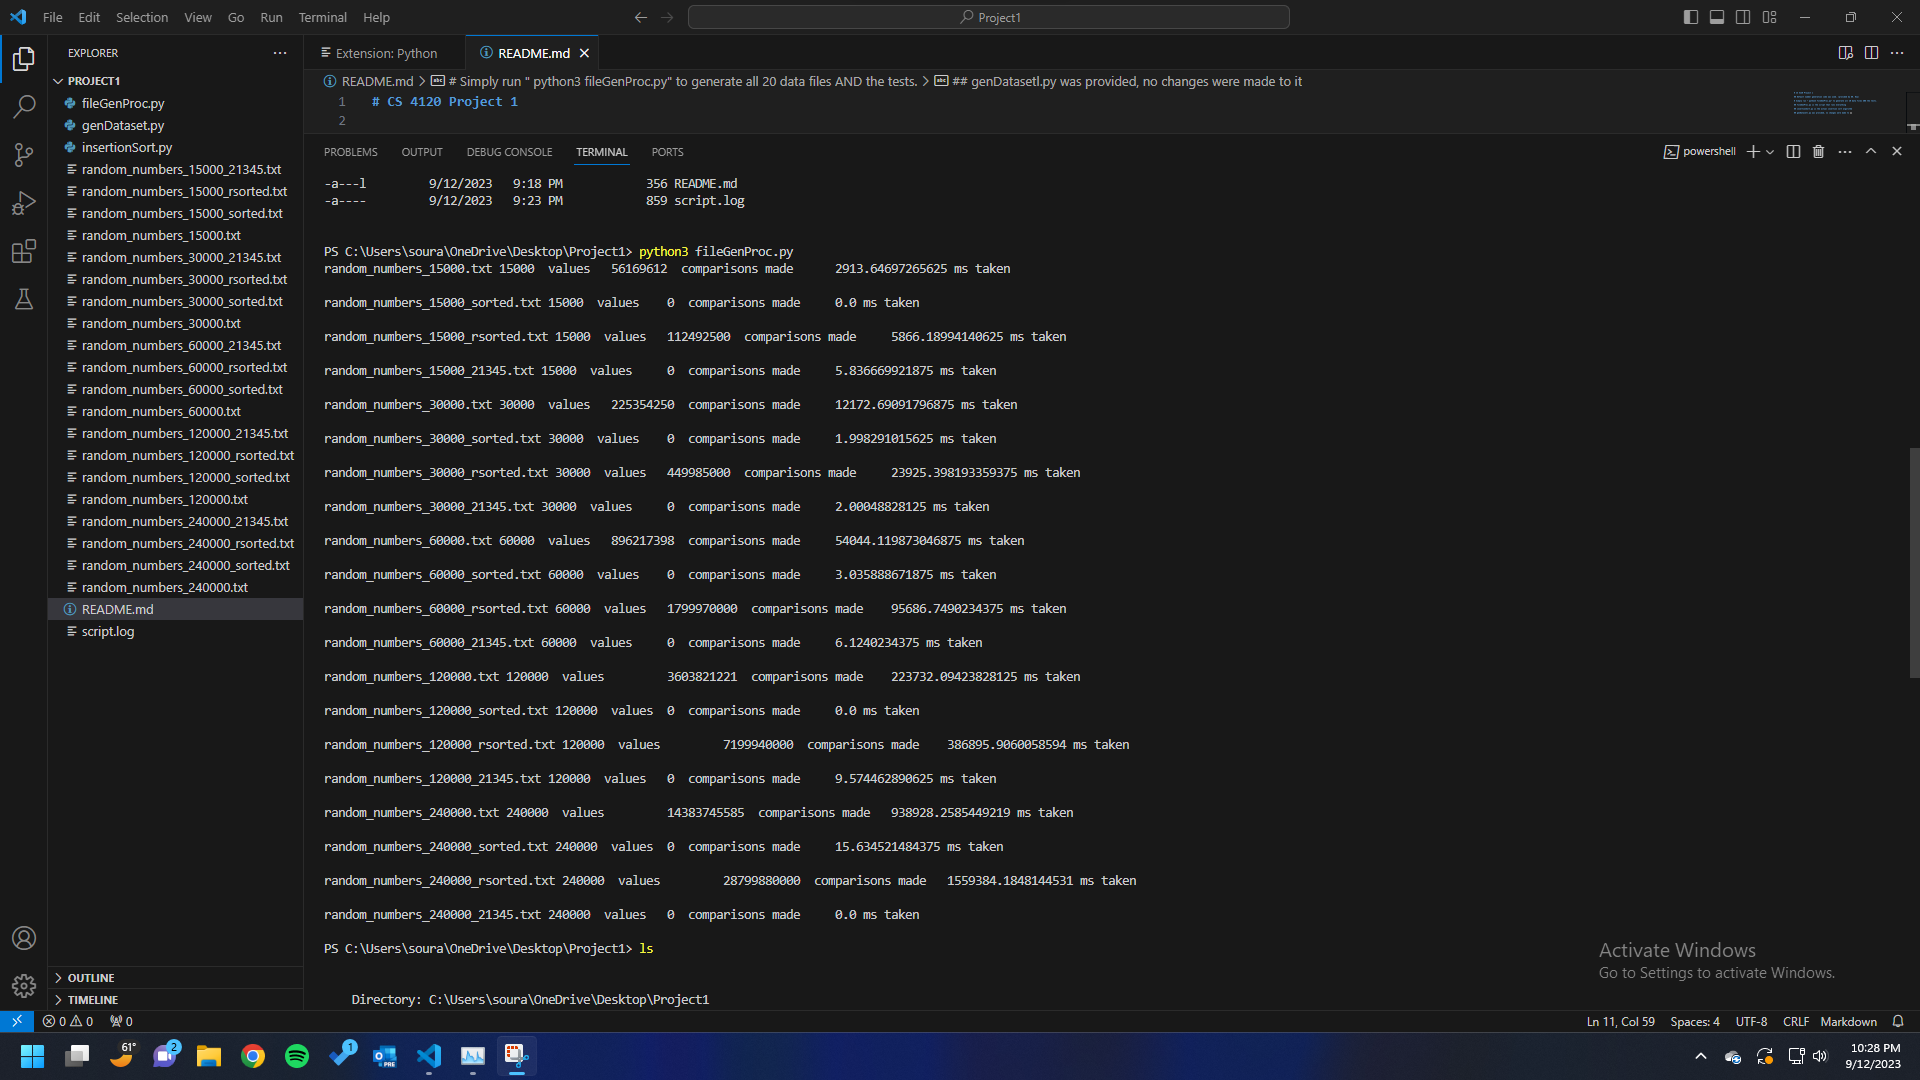 File Edit Selection View Go Run Terminal Help
Project1
EXPLORER
Extension: Python
README.md
PROJECT1
README.md > # Simply run " python3 fileGenProc.py" to generate all 20 data files AND the tests. > ## genDatasetl.py was provided, no changes were made to it
1 # CS 4120 Project 1
2
fileGenProc.py
genDataset.py
insertionSort.py
random_numbers_15000_21345.txt
random_numbers_15000_rsorted.txt
random_numbers_15000_sorted.txt
random_numbers_15000.txt
random_numbers_30000_21345.txt
random_numbers_30000_rsorted.txt
random_numbers_30000_sorted.txt
random_numbers_30000.txt
random_numbers_60000_21345.txt
random_numbers_60000_rsorted.txt
random_numbers_60000_sorted.txt
random_numbers_60000.txt
random_numbers_120000_21345.txt
random_numbers_120000_rsorted.txt
random_numbers_120000_sorted.txt
random_numbers_120000.txt
random_numbers_240000_21345.txt
random_numbers_240000_rsorted.txt
random_numbers_240000_sorted.txt
random_numbers_240000.txt
README.md
script.log
OUTLINE
TIMELINE
PROBLEMS OUTPUT DEBUG CONSOLE TERMINAL PORTS
powershell
-a---l 9/12/2023 9:18 PM 356 README.md
-a---- 9/12/2023 9:23 PM 859 script.log
PS C:\Users\soura\OneDrive\Desktop\Project1> python3 fileGenProc.py
random_numbers_15000.txt 15000 values 56169612 comparisons made 2913.64697265625 ms taken
random_numbers_15000_sorted.txt 15000 values 0 comparisons made 0.0 ms taken
random_numbers_15000_rsorted.txt 15000 values 112492500 comparisons made 5866.18994140625 ms taken
random_numbers_15000_21345.txt 15000 values 0 comparisons made 5.836669921875 ms taken
random_numbers_30000.txt 30000 values 225354250 comparisons made 12172.69091796875 ms taken
random_numbers_30000_sorted.txt 30000 values 0 comparisons made 1.998291015625 ms taken
random_numbers_30000_rsorted.txt 30000 values 449985000 comparisons made 23925.398193359375 ms taken
random_numbers_30000_21345.txt 30000 values 0 comparisons made 2.00048828125 ms taken
random_numbers_60000.txt 60000 values 896217398 comparisons made 54044.119873046875 ms taken
random_numbers_60000_sorted.txt 60000 values 0 comparisons made 3.035888671875 ms taken
random_numbers_60000_rsorted.txt 60000 values 1799970000 comparisons made 95686.7490234375 ms taken
random_numbers_60000_21345.txt 60000 values 0 comparisons made 6.1240234375 ms taken
random_numbers_120000.txt 120000 values 3603821221 comparisons made 223732.09423828125 ms taken
random_numbers_120000_sorted.txt 120000 values 0 comparisons made 0.0 ms taken
random_numbers_120000_rsorted.txt 120000 values 7199940000 comparisons made 386895.9060058594 ms taken
random_numbers_120000_21345.txt 120000 values 0 comparisons made 9.574462890625 ms taken
random_numbers_240000.txt 240000 values 14383745585 comparisons made 938928.2585449219 ms taken
random_numbers_240000_sorted.txt 240000 values 0 comparisons made 15.634521484375 ms taken
random_numbers_240000_rsorted.txt 240000 values 28799880000 comparisons made 1559384.1848144531 ms taken
random_numbers_240000_21345.txt 240000 values 0 comparisons made 0.0 ms taken
PS C:\Users\soura\OneDrive\Desktop\Project1> ls
Directory: C:\Users\soura\OneDrive\Desktop\Project1
Activate Windows
Go to Settings to activate Windows.
0 0 0
Ln 11, Col 59 Spaces: 4 UTF-8 CRLF Markdown
61° 2 1 PRE
10:28 PM
9/12/2023